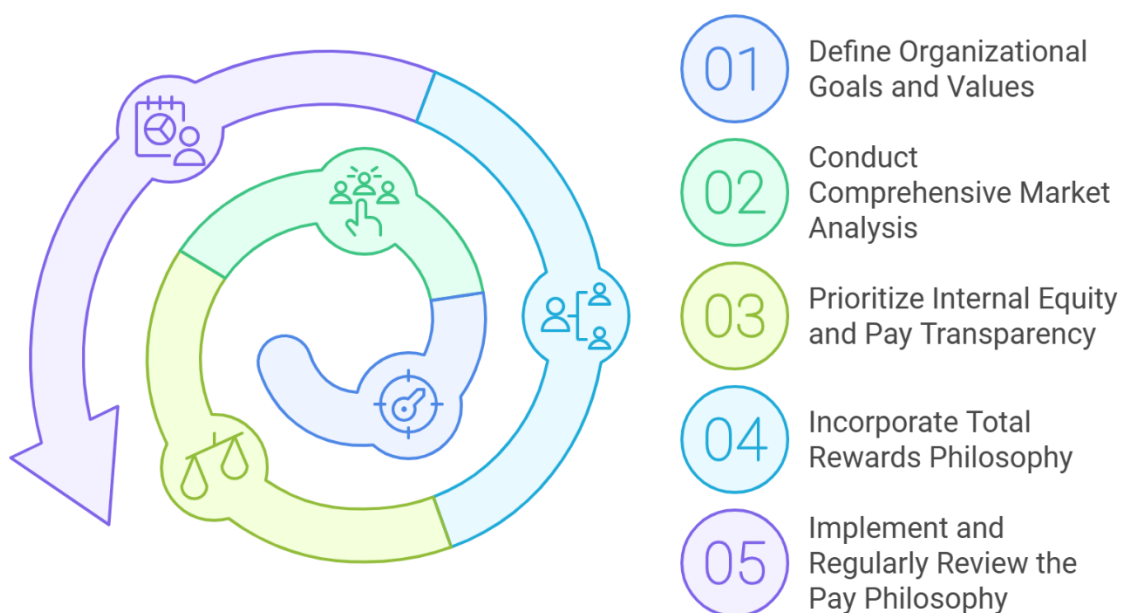 01
Define Organizational
Goals and Values
02
Conduct
Comprehensive Market
Analysis
03
Prioritize Internal Equity
and Pay Transparency
04
Incorporate Total
Rewards Philosophy
05
Implement and
Regularly Review the
Pay Philosophy